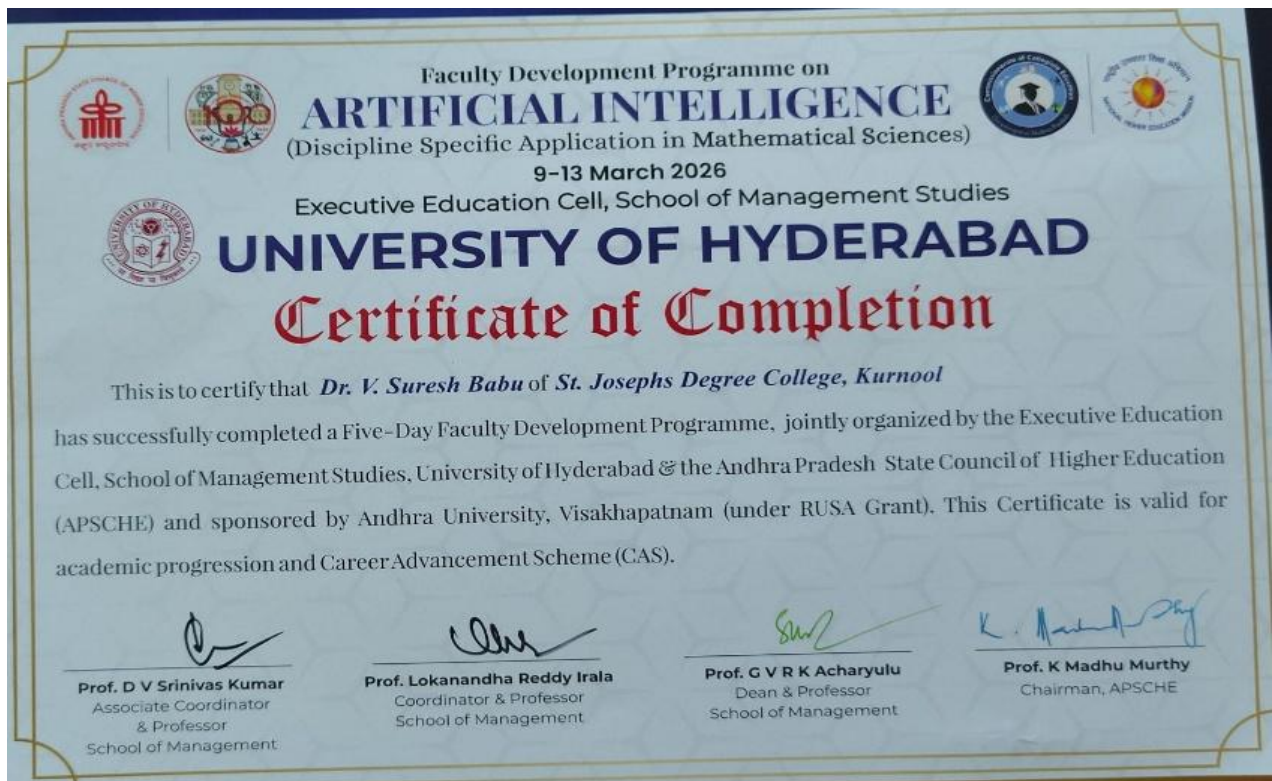 Faculty Development Programme on
ARTIFICIAL INTELLIGENCE
(Discipline Specific Application in Mathematical Sciences)
9-13 March 2026
Executive Education Cell, School of Management Studies
UNIVERSITY OF HYDERABAD
UNIVERSITY OF HYDERABAD
Certificate of Completion
This is to certify that Dr. V. Suresh Babu of St. Josephs Degree College, Kurnool
has successfully completed a Five-Day Faculty Development Programme, jointly organized by the Executive Education
Cell, School of Management Studies, University of Hyderabad & the Andhra Pradesh State Council of Higher Education
(APSCHE) and sponsored by Andhra University, Visakhapatnam (under RUSA Grant). This Certificate is valid for
academic progression and Career Advancement Scheme (CAS).
Prof. D V Srinivas Kumar
Associate Coordinator
& Professor
School of Management
Prof. Lokanandha Reddy Irala
Coordinator & Professor
School of Management
Prof. G V R K Acharyulu
Dean & Professor
School of Management
Prof. K Madhu Murthy
Chairman, APSCHE